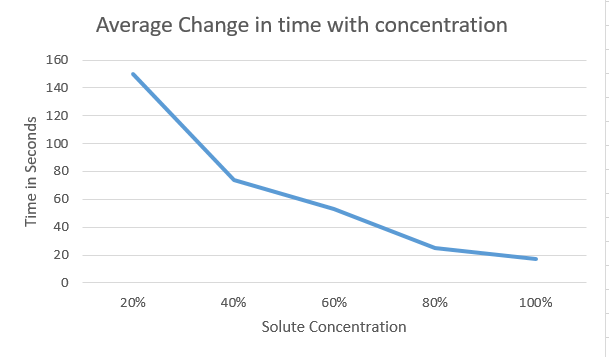 Average Change in time with concentration
160
140
120
100
80
60
40
20
0
Time in Seconds
20% 40% 60% 80% 100%
Solute Concentration